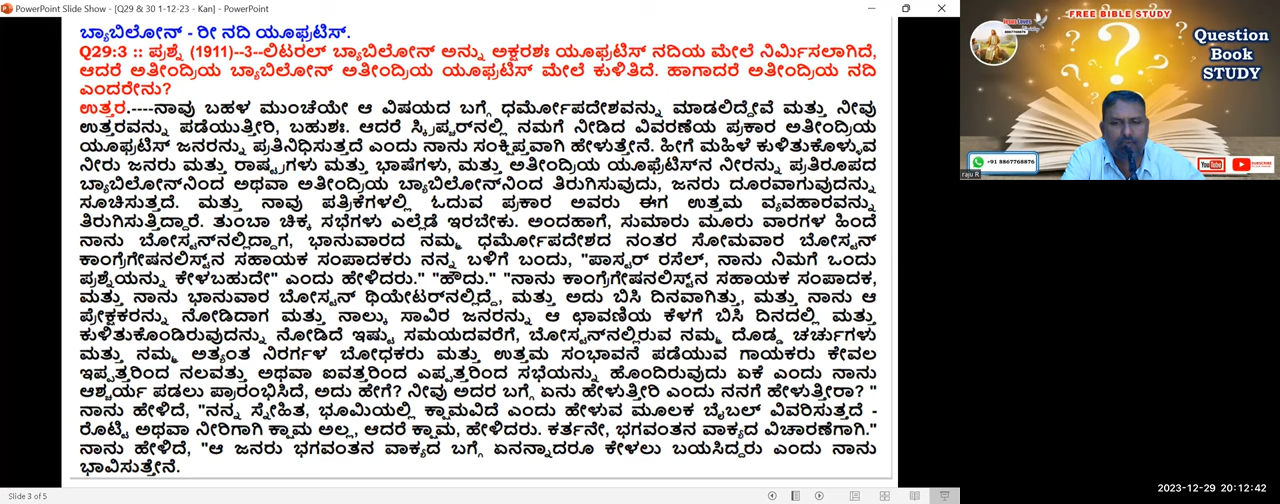 PowerPoint Slide Show - [Q29 & 30 1-12-23 - Kan] - PowerPoint
ಬ್ಯಾಬಿಲೋನ್ - ರೀ ನದಿ ಯೂಫ್ರಟಿಸ್.
Q29:3 :: ಪ್ರಶ್ನೆ (1911)--3--ಲಿಟರಲ್ ಬ್ಯಾಬಿಲೋನ್ ಅನ್ನು ಅಕ್ಷರಶಃ ಯೂಫ್ರಟಿಸ್ ನದಿಯ ಮೇಲೆ ನಿರ್ಮಿಸಲಾಗಿದೆ,
ಆದರೆ ಅತೀಂದ್ರಿಯ ಬ್ಯಾಬಿಲೋನ್ ಅತೀಂದ್ರಿಯ ಯೂಫ್ರಟಿಸ್ ಮೇಲೆ ಕುಳಿತಿದೆ. ಹಾಗಾದರೆ ಅತೀಂದ್ರಿಯ ನದಿ
ಎಂದರೇನು?
ಉತ್ತರ.----ನಾವು ಬಹಳ ಮುಂಚೆಯೇ ಆ ವಿಷಯದ ಬಗ್ಗೆ ಧರ್ಮೋಪದೇಶವನ್ನು ಮಾಡಲಿದ್ದೇವೆ ಮತ್ತು ನೀವು
ಉತ್ತರವನ್ನು ಪಡೆಯುತ್ತೀರಿ, ಬಹುಶಃ. ಆದರೆ ಸ್ಕ್ರಿಪ್ಚರ್‌ನಲ್ಲಿ ನಮಗೆ ನೀಡಿದ ವಿವರಣೆಯ ಪ್ರಕಾರ ಅತೀಂದ್ರಿಯ
ಯೂಫ್ರಟಿಸ್ ಜನರನ್ನು ಪ್ರತಿನಿಧಿಸುತ್ತದೆ ಎಂದು ನಾನು ಸಂಕ್ಷಿಪ್ತವಾಗಿ ಹೇಳುತ್ತೇನೆ. ಹೀಗೆ ಮಹಿಳೆ ಕುಳಿತುಕೊಳ್ಳುವ
ನೀರು ಜನರು ಮತ್ತು ರಾಷ್ಟ್ರಗಳು ಮತ್ತು ಭಾಷೆಗಳು, ಮತ್ತು ಅತೀಂದ್ರಿಯ ಯೂಫ್ರೆಟಿಸ್‌ನ ನೀರನ್ನು ಪ್ರತಿರೂಪದ
ಬ್ಯಾಬಿಲೋನ್‌ನಿಂದ ಅಥವಾ ಅತೀಂದ್ರಿಯ ಬ್ಯಾಬಿಲೋನ್‌ನಿಂದ ತಿರುಗಿಸುವುದು, ಜನರು ದೂರವಾಗುವುದನ್ನು
ಸೂಚಿಸುತ್ತದೆ. ಮತ್ತು ನಾವು ಪತ್ರಿಕೆಗಳಲ್ಲಿ ಓದುವ ಪ್ರಕಾರ ಅವರು ಈಗ ಉತ್ತಮ ವ್ಯವಹಾರವನ್ನು
ತಿರುಗಿಸುತ್ತಿದ್ದಾರೆ. ತುಂಬಾ ಚಿಕ್ಕ ಸಭೆಗಳು ಎಲ್ಲೆಡೆ ಇರಬೇಕು. ಅಂದಹಾಗೆ, ಸುಮಾರು ಮೂರು ವಾರಗಳ ಹಿಂದೆ
ನಾನು ಬೋಸ್ಟನ್‌ನಲ್ಲಿದ್ದಾಗ, ಭಾನುವಾರದ ನಮ್ಮ ಧರ್ಮೋಪದೇಶದ ನಂತರ ಸೋಮವಾರ ಬೋಸ್ಟನ್
ಕಾಂಗ್ರೆಗೇಷನಲಿಸ್ಟ್‌ನ ಸಹಾಯಕ ಸಂಪಾದಕರು ನನ್ನ ಬಳಿಗೆ ಬಂದು, "ಪಾಸ್ಟರ್ ರಸೆಲ್, ನಾನು ನಿಮಗೆ ಒಂದು
ಪ್ರಶ್ನೆಯನ್ನು ಕೇಳಬಹುದೇ" ಎಂದು ಹೇಳಿದರು." "ಹೌದು." "ನಾನು ಕಾಂಗ್ರೆಗೇಷನಲಿಸ್ಟ್‌ನ ಸಹಾಯಕ ಸಂಪಾದಕ,
ಮತ್ತು ನಾನು ಭಾನುವಾರ ಬೋಸ್ಟನ್ ಥಿಯೇಟರ್‌ನಲ್ಲಿದ್ದೆ, ಮತ್ತು ಅದು ಬಿಸಿ ದಿನವಾಗಿತ್ತು, ಮತ್ತು ನಾನು ಆ
ಪ್ರೇಕ್ಷಕರನ್ನು ನೋಡಿದಾಗ ಮತ್ತು ನಾಲ್ಕು ಸಾವಿರ ಜನರನ್ನು ಆ ಛಾವಣಿಯ ಕೆಳಗೆ ಬಿಸಿ ದಿನದಲ್ಲಿ ಮತ್ತು
ಕುಳಿತುಕೊಂಡಿರುವುದನ್ನು ನೋಡಿದೆ ಇಷ್ಟು ಸಮಯದವರೆಗೆ, ಬೋಸ್ಟನ್‌ನಲ್ಲಿರುವ ನಮ್ಮ ದೊಡ್ಡ ಚರ್ಚುಗಳು
ಮತ್ತು ನಮ್ಮ ಅತ್ಯಂತ ನಿರರ್ಗಳ ಬೋಧಕರು ಮತ್ತು ಉತ್ತಮ ಸಂಭಾವನೆ ಪಡೆಯುವ ಗಾಯಕರು ಕೇವಲ
ಇಪ್ಪತ್ತರಿಂದ ನಲವತ್ತು ಅಥವಾ ಐವತ್ತರಿಂದ ಎಪ್ಪತ್ತರಿಂದ ಸಭೆಯನ್ನು ಹೊಂದಿರುವುದು ಏಕೆ ಎಂದು ನಾನು
ಆಶ್ಚರ್ಯ ಪಡಲು ಪ್ರಾರಂಭಿಸಿದೆ, ಅದು ಹೇಗೆ? ನೀವು ಅದರ ಬಗ್ಗೆ ಏನು ಹೇಳುತ್ತೀರಿ ಎಂದು ನನಗೆ ಹೇಳುತ್ತೀರಾ? "
ನಾನು ಹೇಳಿದೆ, "ನನ್ನ ಸ್ನೇಹಿತ, ಭೂಮಿಯಲ್ಲಿ ಕ್ಷಾಮವಿದೆ ಎಂದು ಹೇಳುವ ಮೂಲಕ ಬೈಬಲ್ ವಿವರಿಸುತ್ತದೆ -
ರೊಟ್ಟಿ ಅಥವಾ ನೀರಿಗಾಗಿ ಕ್ಷಾಮ ಅಲ್ಲ, ಆದರೆ ಕ್ಷಾಮ, ಹೇಳಿದರು. ಕರ್ತನೇ, ಭಗವಂತನ ವಾಕ್ಯದ ವಿಚಾರಣೆಗಾಗಿ."
ನಾನು ಹೇಳಿದೆ, "ಆ ಜನರು ಭಗವಂತನ ವಾಕ್ಯದ ಬಗ್ಗೆ ಏನನ್ನಾದರೂ ಕೇಳಲು ಬಯಸಿದ್ದರು ಎಂದು ನಾನು
ಭಾವಿಸುತ್ತೇನೆ.
Slide 3 of 5
FREE BIBLE STUDY
8867768876
Question
Book
STUDY
+91 8867768876
YouTube
SUBSCRIBE
raju R
2023-12-29 20:12:42